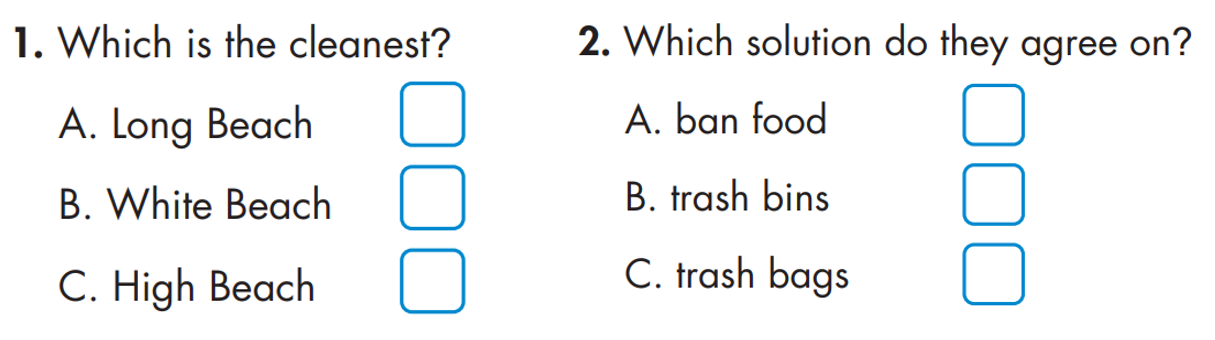 1. Which is the cleanest?
A. Long Beach
B. White Beach
C. High Beach
2. Which solution do they agree on?
A. ban food
B. trash bins
C. trash bags